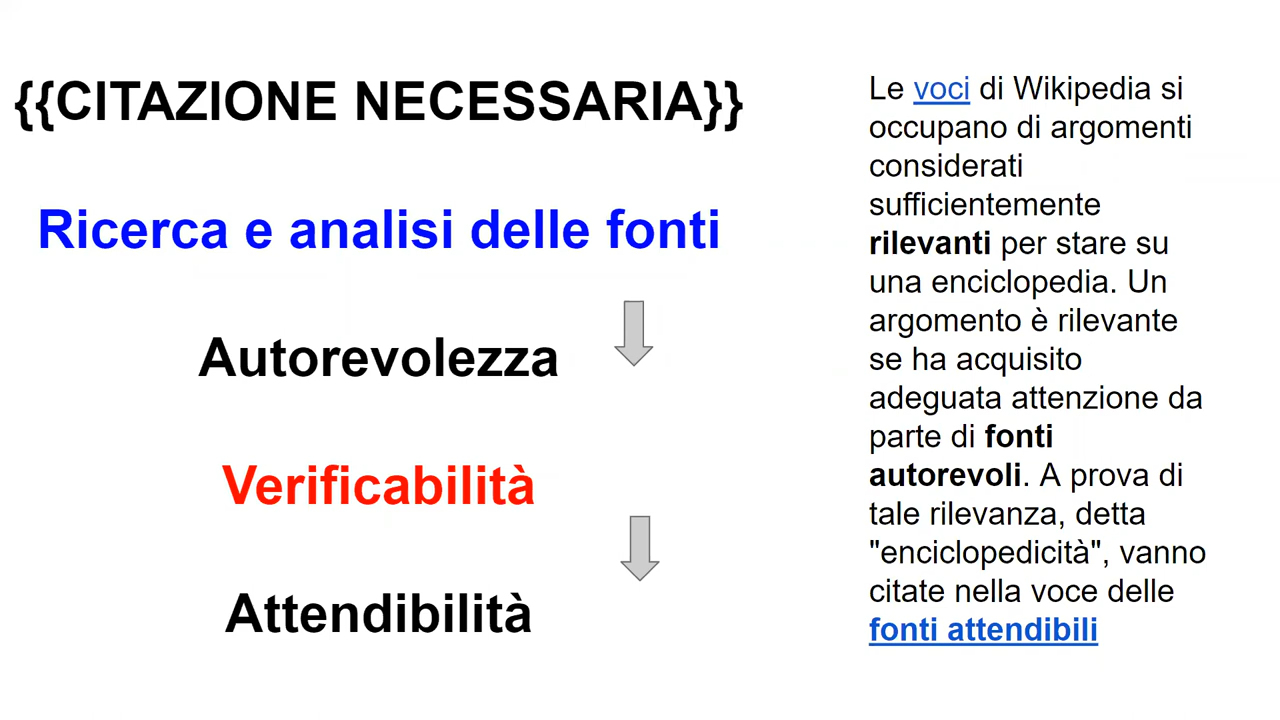 {{CITAZIONE NECESSARIA}}
Ricerca e analisi delle fonti
Autorevolezza
Verificabilità
Attendibilità
Le voci di Wikipedia si
occupano di argomenti
considerati
sufficientemente
rilevanti per stare su
una enciclopedia. Un
argomento è rilevante
se ha acquisito
adeguata attenzione da
parte di fonti
autorevoli. A prova di
tale rilevanza, detta
"enciclopedicità", vanno
citate nella voce delle
fonti attendibili